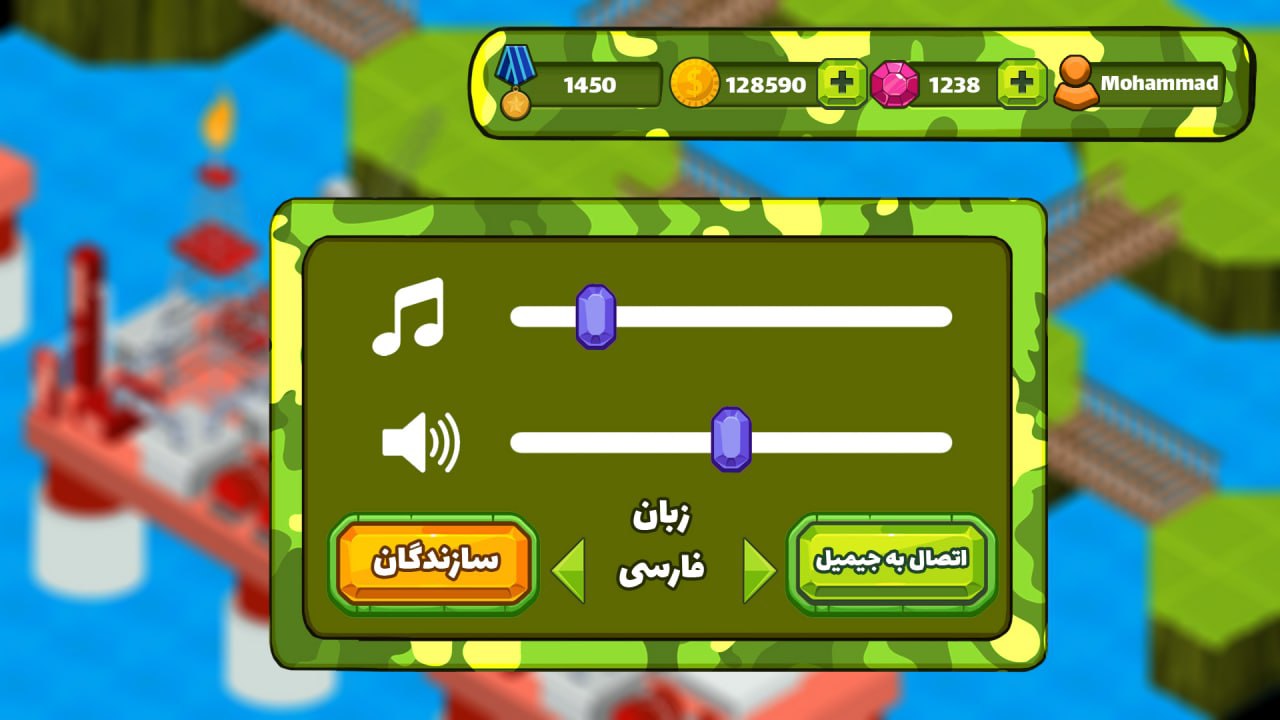 1450
128590
1238
Mohammad
زبان
فارسی
اتصال به جیمیل
سازندگان